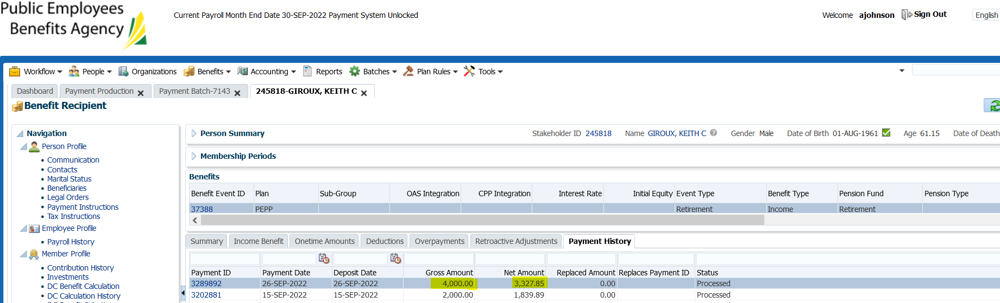 Public Employees
Benefits Agency
Current Payroll Month End Date 30-SEP-2022 Payment System Unlocked
Welcome ajohnson Sign Out English
Workflow People Organizations Benefits Accounting Reports Batches Plan Rules Tools
Dashboard Payment Production Payment Batch-7143 245818-GIROUX, KEITH C
Benefit Recipient
Navigation
Person Profile
Communication
Contacts
Marital Status
Beneficiaries
Legal Orders
Payment Instructions
Tax Instructions
Employee Profile
Payroll History
Member Profile
Contribution History
Investments
DC Benefit Calculation
DC Calculation History
Person Summary Stakeholder ID 245818 Name GIROUX, KEITH C Gender Male Date of Birth 01-AUG-1961 Age 61.15 Date of Death
Membership Periods
Benefits
Benefit Event ID Plan Sub-Group OAS Integration CPP Integration Interest Rate Initial Equity Event Type Benefit Type Pension Fund Pension Type
37388 PEPP Retirement Income Retirement
Summary Income Benefit Onetime Amounts Deductions Overpayments Retroactive Adjustments Payment History
Payment ID Payment Date Deposit Date Gross Amount Net Amount Replaced Amount Replaces Payment ID Status
3289892 26-SEP-2022 26-SEP-2022 4,000.00 3,327.85 0.00 Processed
3202881 15-SEP-2022 15-SEP-2022 2,000.00 1,839.89 0.00 Processed